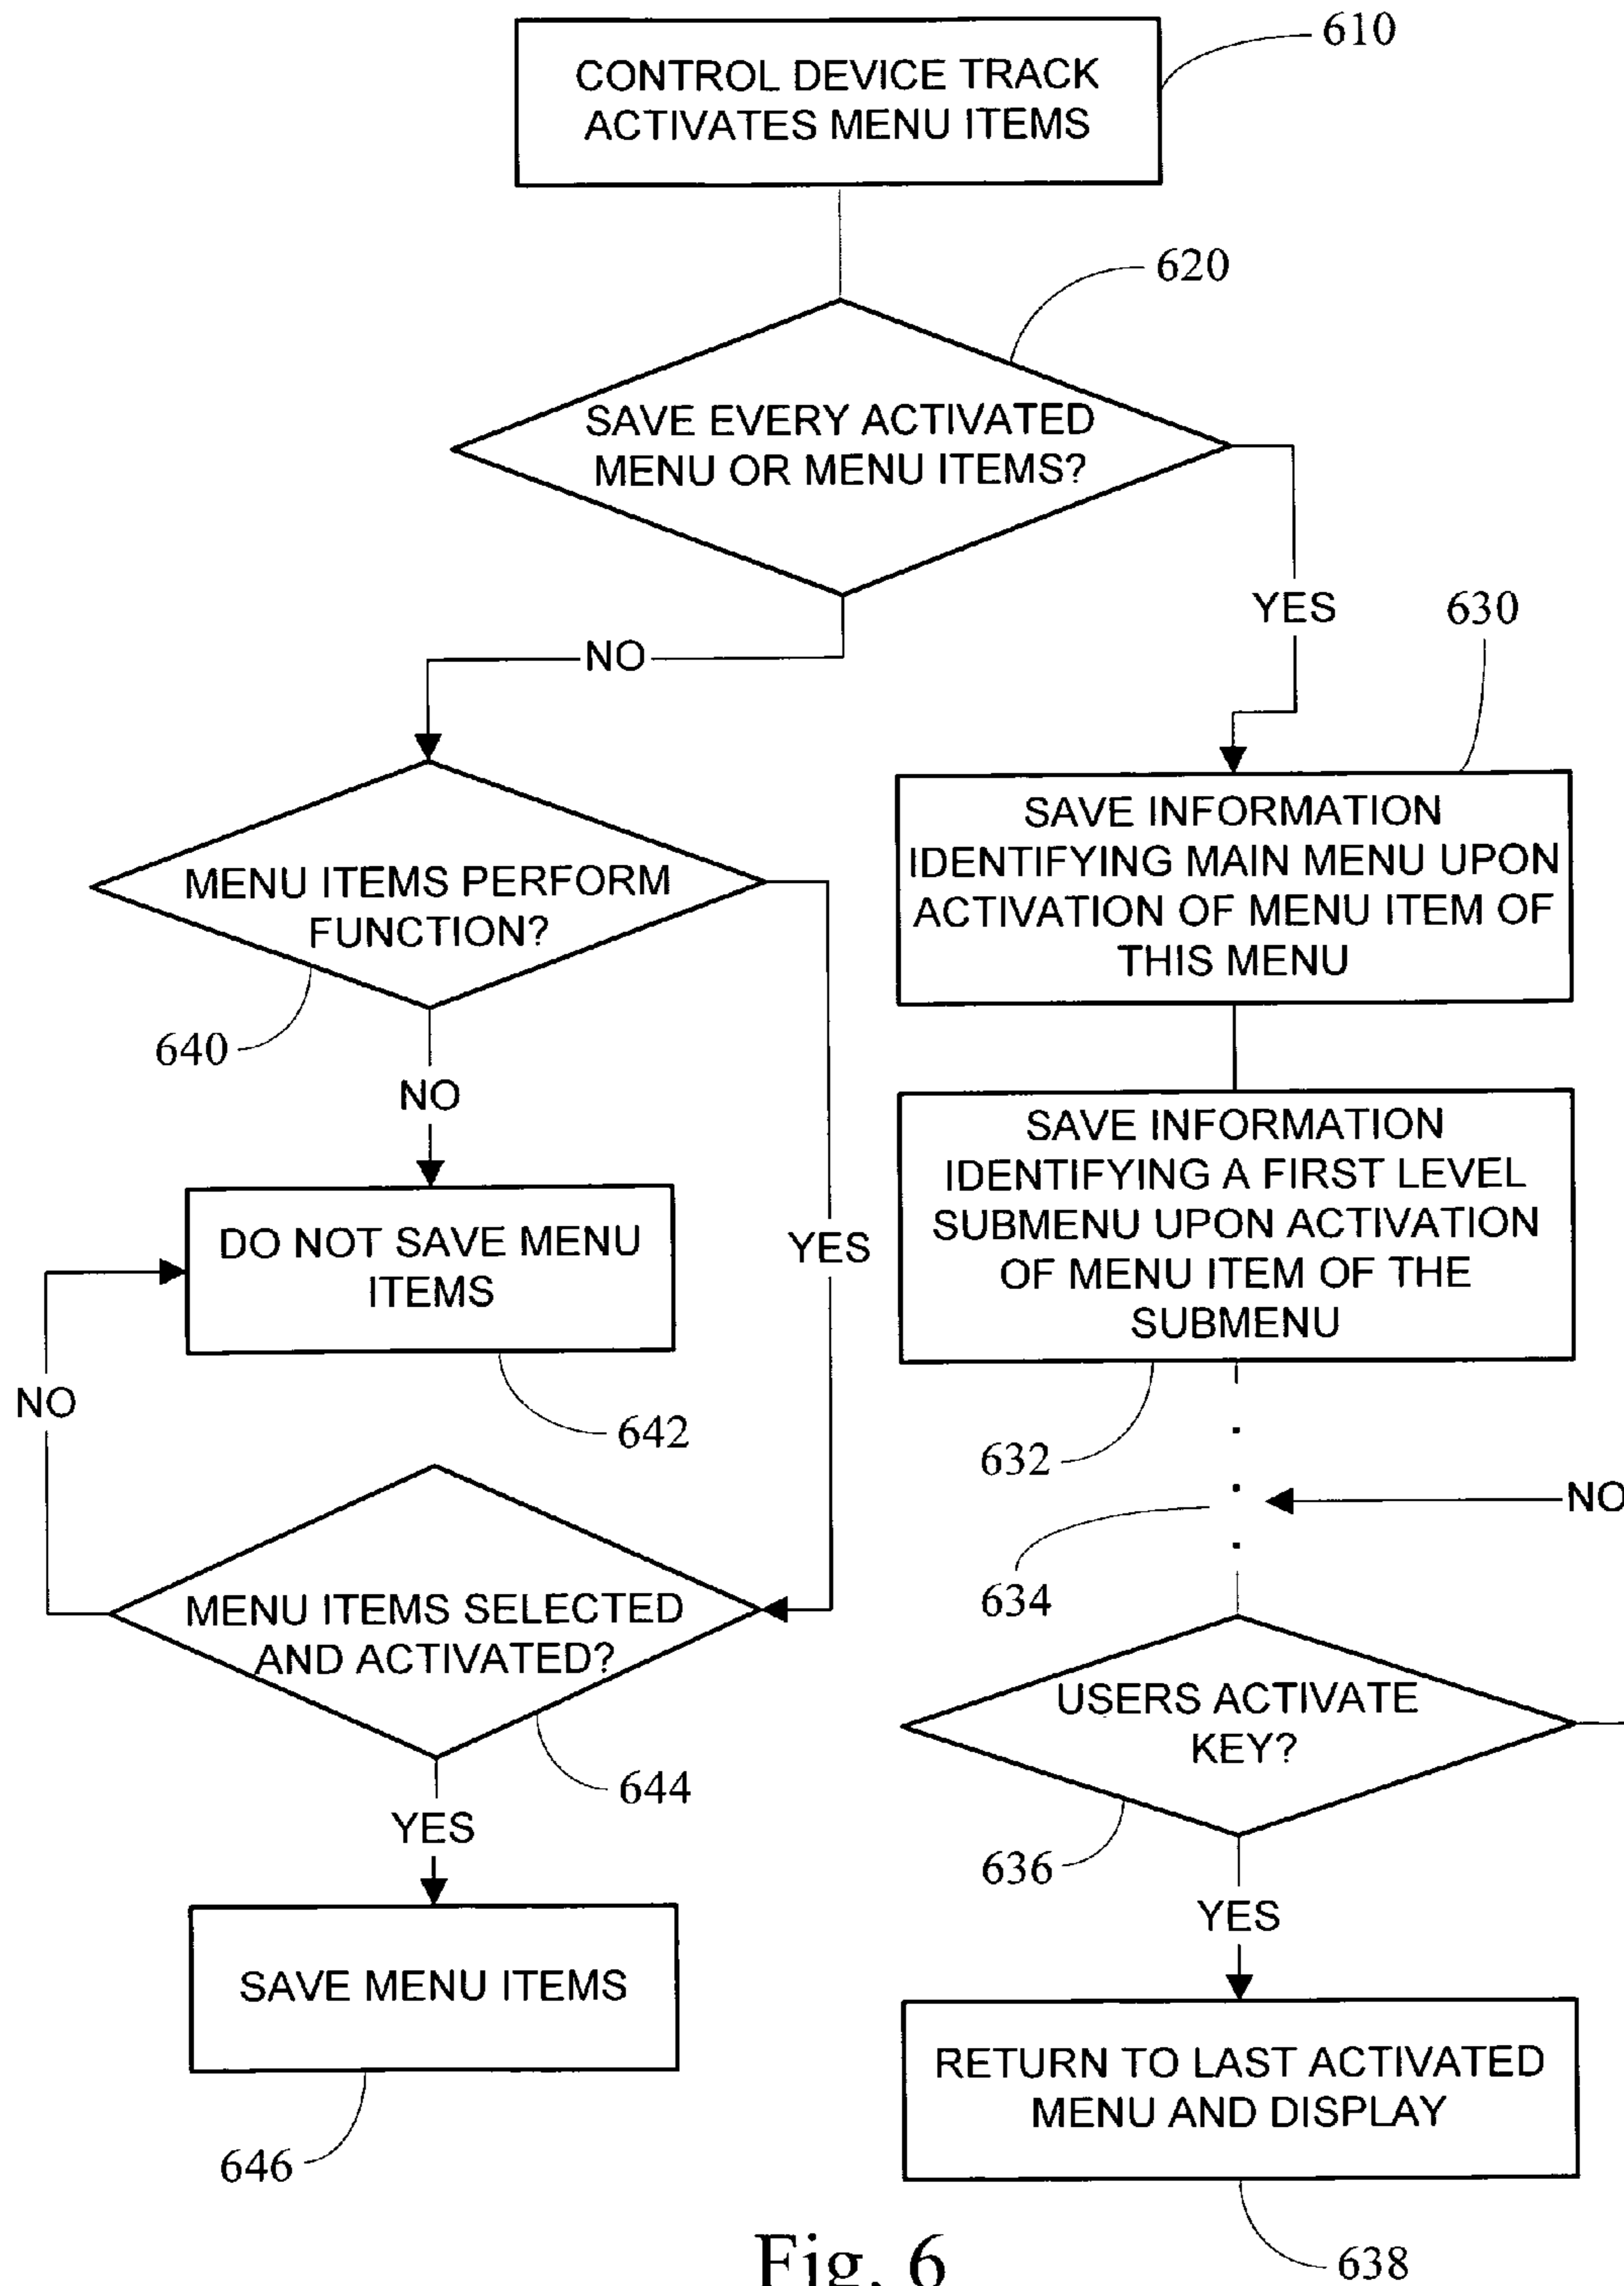 610
CONTROL DEVICE TRACK
ACTIVATES MENU ITEMS
620
SAVE EVERY ACTIVATED
MENU OR MENU ITEMS?
YES
630
NO
SAVE INFORMATION
IDENTIFYING MAIN MENU UPON
ACTIVATION OF MENU ITEM OF
THIS MENU
MENU ITEMS PERFORM
FUNCTION?
640
NO
SAVE INFORMATION
IDENTIFYING A FIRST LEVEL
SUBMENU UPON ACTIVATION
OF MENU ITEM OF THE
SUBMENU
DO NOT SAVE MENU
ITEMS
YES
NO
642
632
NO
634
MENU ITEMS SELECTED
AND ACTIVATED?
USERS ACTIVATE
KEY?
644
YES
636
YES
SAVE MENU ITEMS
RETURN TO LAST ACTIVATED
MENU AND DISPLAY
646
638
Fig. 6